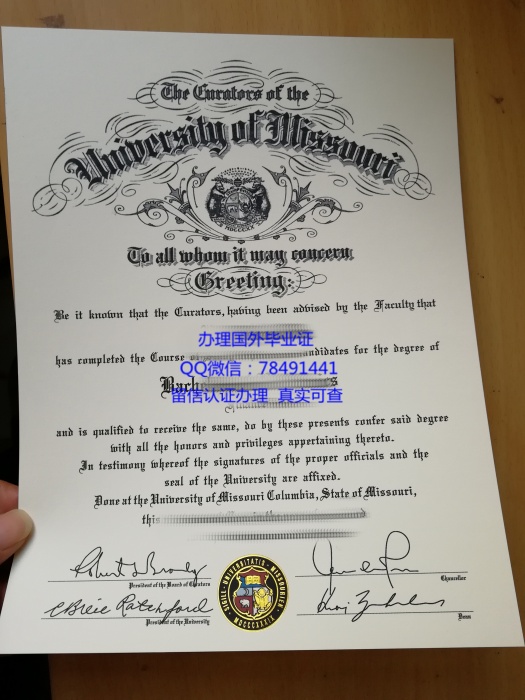 The Curators of the
University of Missouri
MDCCCXX
To all whom it may concern
Greeting:
Be it known that the Curators, having been advised by the Faculty that
办理国外毕业证
has completed the Course andidates for the degree of
QQ微信：78491441
Bach s
留信认证办理 真实可查
and is qualified to receive the same, do by these presents confer said degree
with all the honors and privileges appertaining thereto.
In testimony whereof the signatures of the proper officials and the
seal of the University are affixed.
Done at the University of Missouri Columbia, State of Missouri,
this
President of the Board of Curators
Chancellor
President of the University
Dean